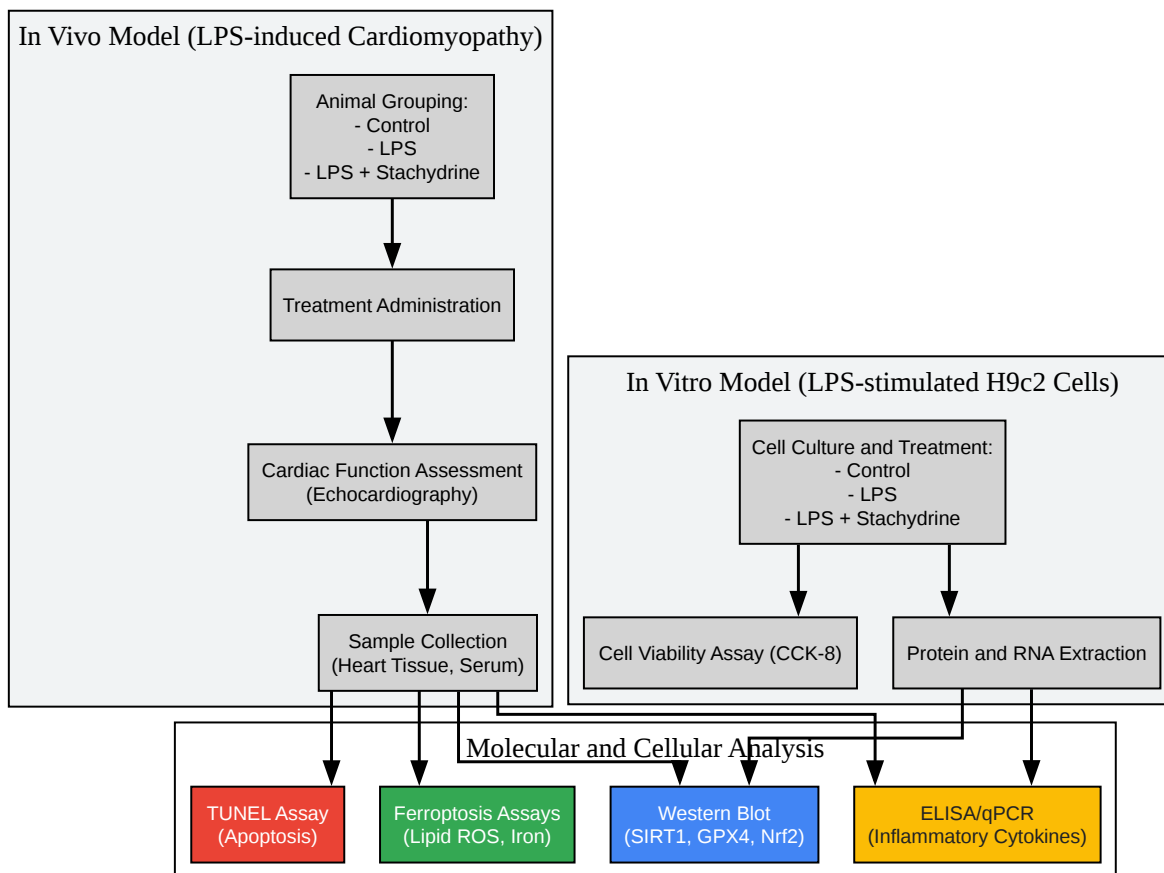 In Vivo Model (LPS-induced Cardiomyopathy)
Animal Grouping:
- Control
- LPS
- LPS + Stachydrine
Treatment Administration
Cardiac Function Assessment
(Echocardiography)
Sample Collection
(Heart Tissue, Serum)
In Vitro Model (LPS-stimulated H9c2 Cells)
Cell Culture and Treatment:
- Control
- LPS
- LPS + Stachydrine
Cell Viability Assay (CCK-8)
Protein and RNA Extraction
Molecular and Cellular Analysis
TUNEL Assay
(Apoptosis)
Ferroptosis Assays
(Lipid ROS, Iron)
Western Blot
(SIRT1, GPX4, Nrf2)
ELISA/qPCR
(Inflammatory Cytokines)